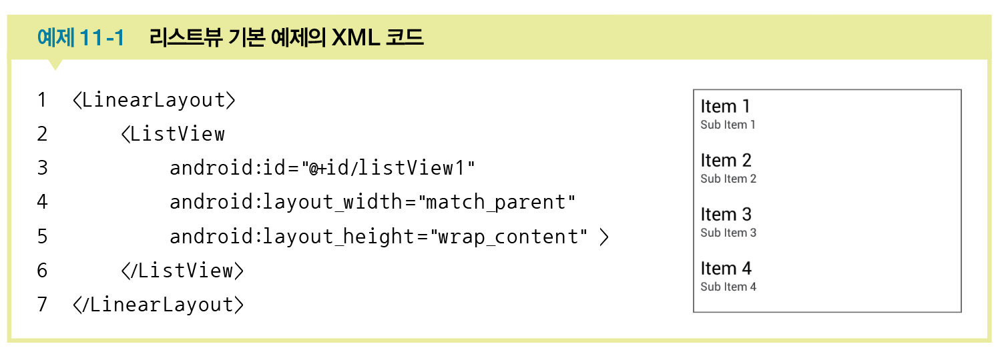 예제 11-1 리스트뷰 기본 예제의 XML 코드
1 <LinearLayout>
2 <ListView
3 android:id="@+id/listView1"
4 android:layout_width="match_parent"
5 android:layout_height="wrap_content" >
6 </ListView>
7 </LinearLayout>
Item 1
Sub Item 1
Item 2
Sub Item 2
Item 3
Sub Item 3
Item 4
Sub Item 4